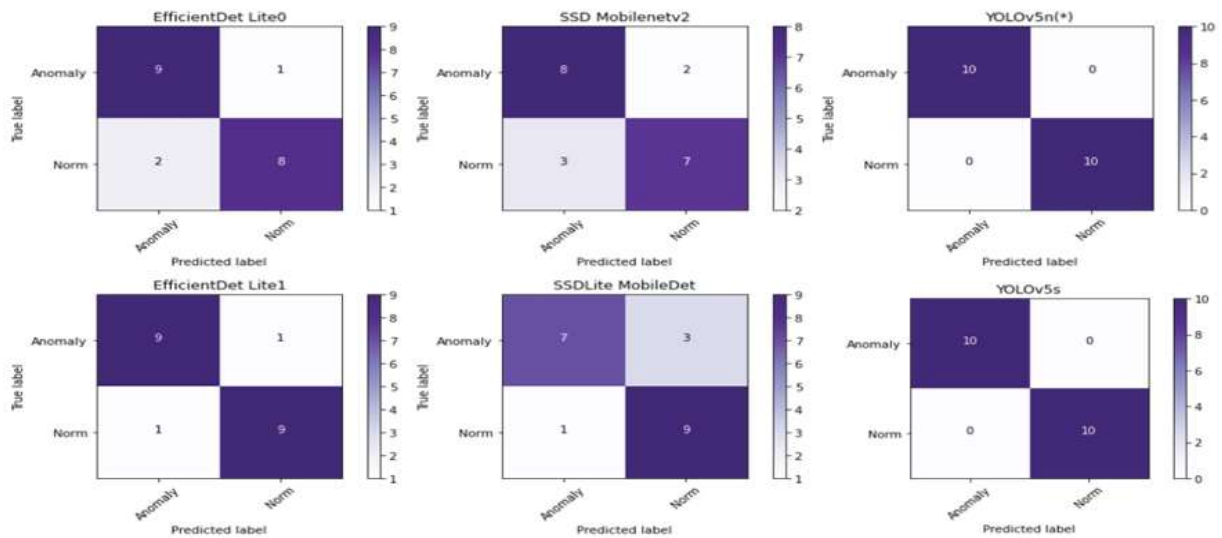 EfficientDet Lite0
True label
Anomaly
Norm
9
1
2
8
Anomaly
Norm
Predicted label
9
8
7
6
5
4
3
2
1
SSD Mobilenetv2
True label
Anomaly
Norm
8
2
3
7
Anomaly
Norm
Predicted label
8
7
6
5
4
3
2
YOLOv5n(*)
True label
Anomaly
Norm
10
0
0
10
Anomaly
Norm
Predicted label
10
8
6
4
2
0
EfficientDet Lite1
True label
Anomaly
Norm
9
1
1
9
Anomaly
Norm
Predicted label
9
8
7
6
5
4
3
2
1
SSDLite MobileDet
True label
Anomaly
Norm
7
3
1
9
Anomaly
Norm
Predicted label
9
8
7
6
5
4
3
2
1
YOLOv5s
Anomaly
Norm
10
0
0
10
Anomaly
Norm
Predicted label
10
8
6
4
2
0